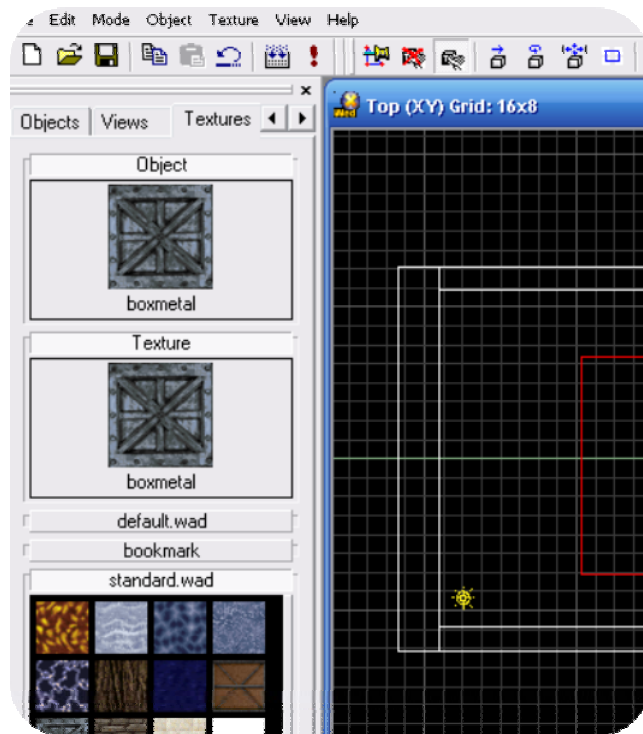 Edit Mode Object Texture View Help
Objects Views Textures
Top (XY) Grid: 16x8
Object
boxmetal
Texture
boxmetal
default.wad
bookmark
standard.wad